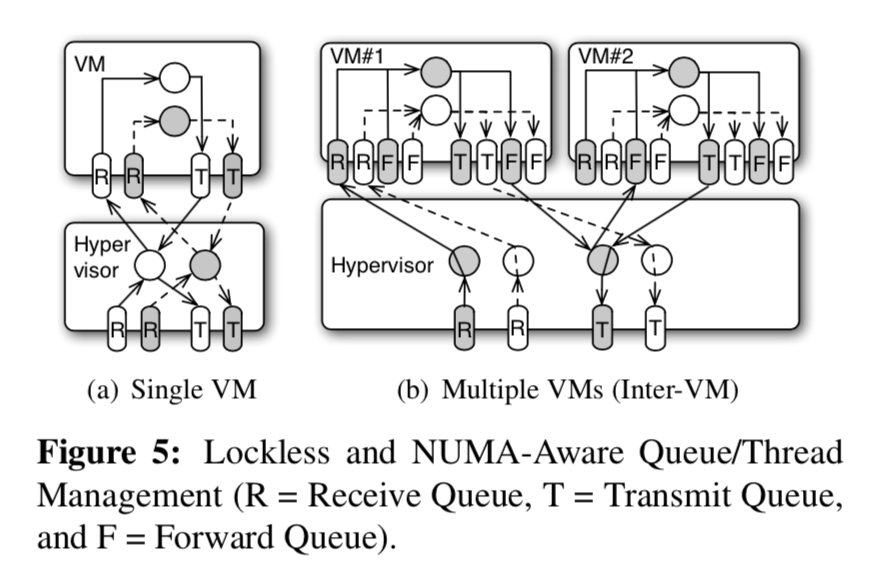 VM
R R T T
Hyper
visor
R R T T
VM#1
R R F F T T F F
VM#2
R R F F T T F F
Hypervisor
R R T T
(a) Single VM
(b) Multiple VMs (Inter-VM)
Figure 5: Lockless and NUMA-Aware Queue/Thread
Management (R = Receive Queue, T = Transmit Queue,
and F = Forward Queue).